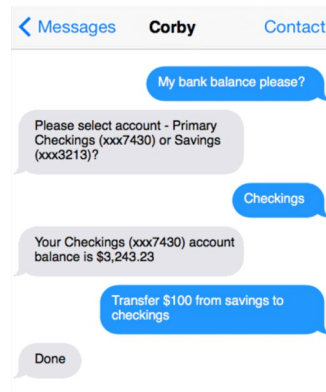 Messages Corby Contact
My bank balance please?
Please select account - Primary
Checkings (xxx7430) or Savings
(xxx3213)?
Checkings
Your Checkings (xxx7430) account
balance is $3,243.23
Transfer $100 from savings to
checkings
Done